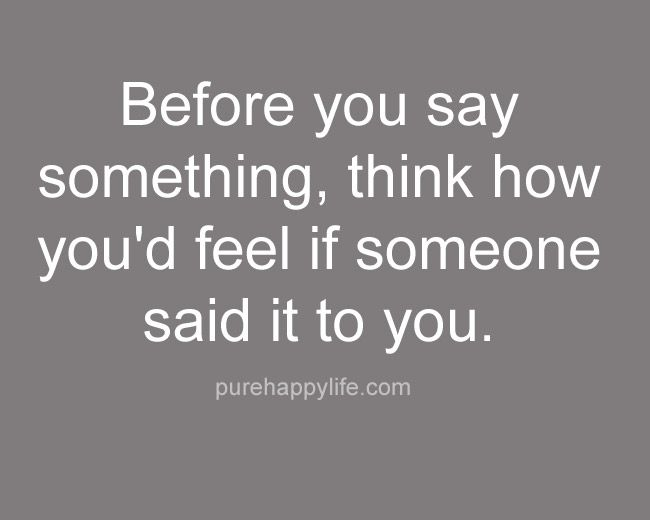 Before you say
something, think how
you'd feel if someone
said it to you.
purehappylife.com